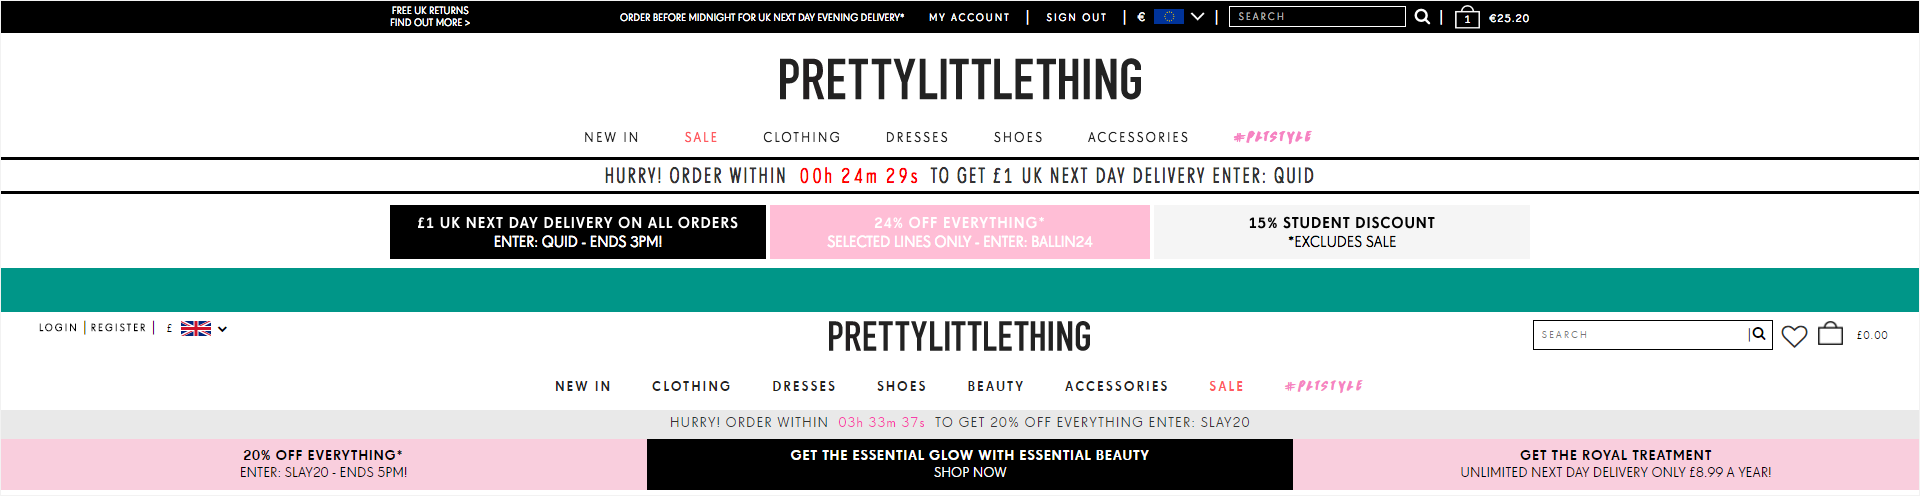 FREE UK RETURNS
FIND OUT MORE >
ORDER BEFORE MIDNIGHT FOR UK NEXT DAY EVENING DELIVERY* MY ACCOUNT | SIGN OUT | € | SEARCH | 1 €25.20
PRETTYLITTLETHING
NEW IN SALE CLOTHING DRESSES SHOES ACCESSORIES #PLTSTYLE
HURRY! ORDER WITHIN 00h 24m 29s TO GET £1 UK NEXT DAY DELIVERY ENTER: QUID
£1 UK NEXT DAY DELIVERY ON ALL ORDERS
ENTER: QUID - ENDS 3PM!
24% OFF EVERYTHING*
SELECTED LINES ONLY - ENTER: BALLIN24
15% STUDENT DISCOUNT
*EXCLUDES SALE
LOGIN | REGISTER | £
PRETTYLITTLETHING
SEARCH | £0.00
NEW IN CLOTHING DRESSES SHOES BEAUTY ACCESSORIES SALE #PLTSTYLE
HURRY! ORDER WITHIN 03h 33m 37s TO GET 20% OFF EVERYTHING ENTER: SLAY20
20% OFF EVERYTHING*
ENTER: SLAY20 - ENDS 5PM!
GET THE ESSENTIAL GLOW WITH ESSENTIAL BEAUTY
SHOP NOW
GET THE ROYAL TREATMENT
UNLIMITED NEXT DAY DELIVERY ONLY £8.99 A YEAR!